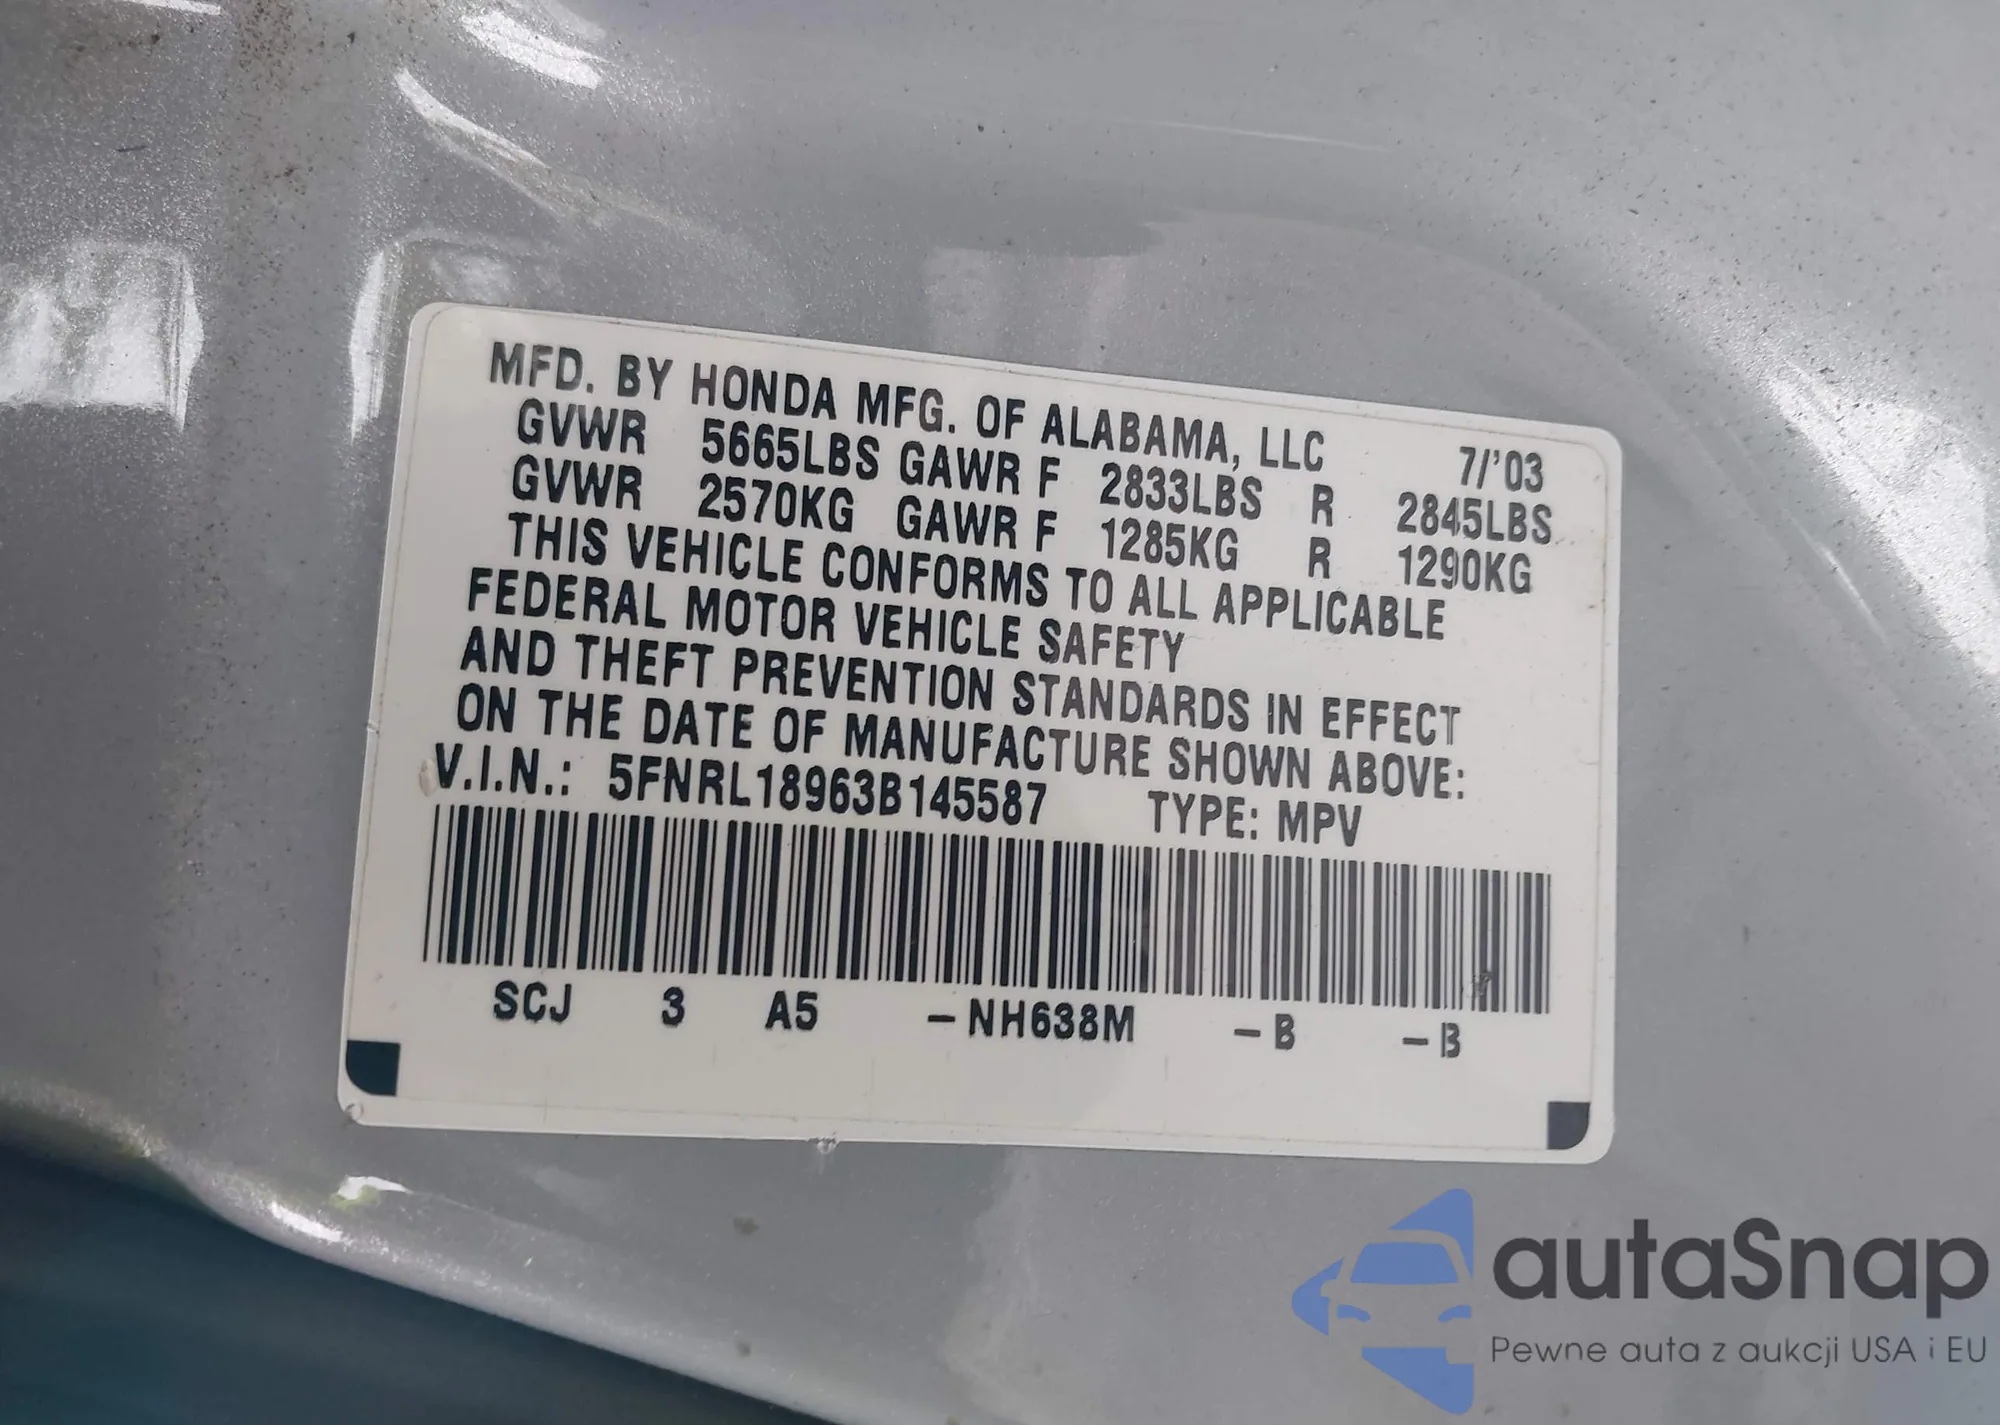 MFD. BY HONDA MFG. OF ALABAMA, LLC 7/'03
GVWR 5665LBS GAWR F 2833LBS R 2845LBS
GVWR 2570KG GAWR F 1285KG R 1290KG
THIS VEHICLE CONFORMS TO ALL APPLICABLE
FEDERAL MOTOR VEHICLE SAFETY
AND THEFT PREVENTION STANDARDS IN EFFECT
ON THE DATE OF MANUFACTURE SHOWN ABOVE:
V.I.N.: 5FNRL18963B145587 TYPE: MPV
SCJ 3 A5 -NH638M -B -B
autaSnap
Pewne auta z aukcji USA i EU